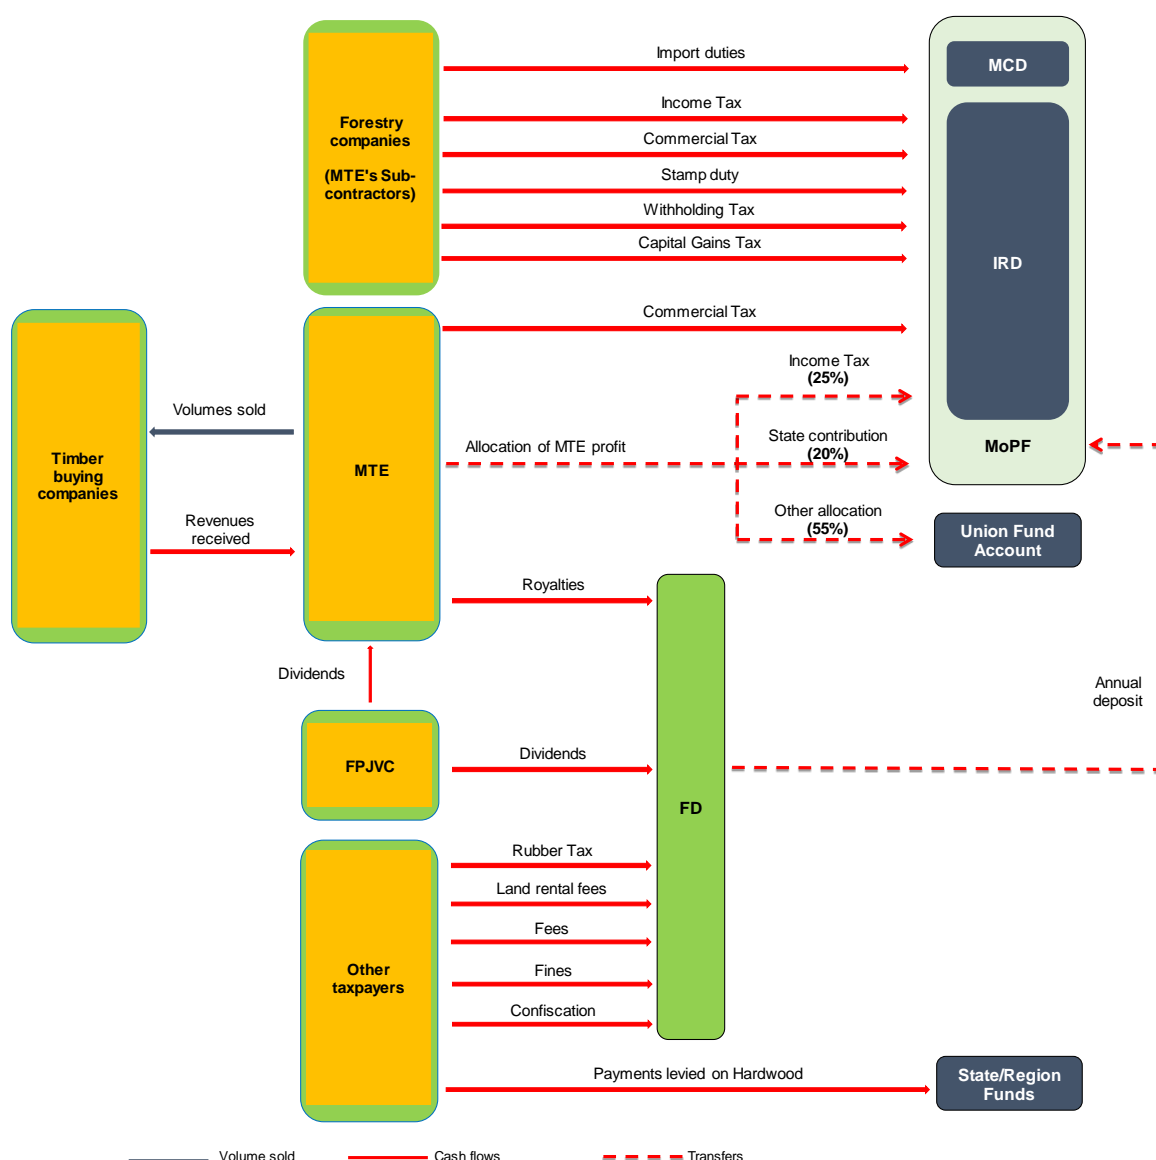 Import duties
MCD
Income Tax
Forestry
companies
(MTE's Sub-
contractors)
Commercial Tax
Stamp duty
Withholding Tax
Capital Gains Tax
IRD
Commercial Tax
Income Tax
(25%)
Volumes sold
State contribution
(20%)
MoPF
Allocation of MTE profit
Timber
buying
companies
MTE
Other allocation
(55%)
Revenues
received
Union Fund
Account
Royalties
Dividends
Annual
deposit
FPJVC
Dividends
FD
Rubber Tax
Land rental fees
Fees
Other
taxpayers
Fines
Confiscation
Payments levied on Hardwood
State/Region
Funds
Volume sold
Cash flows
Transfers